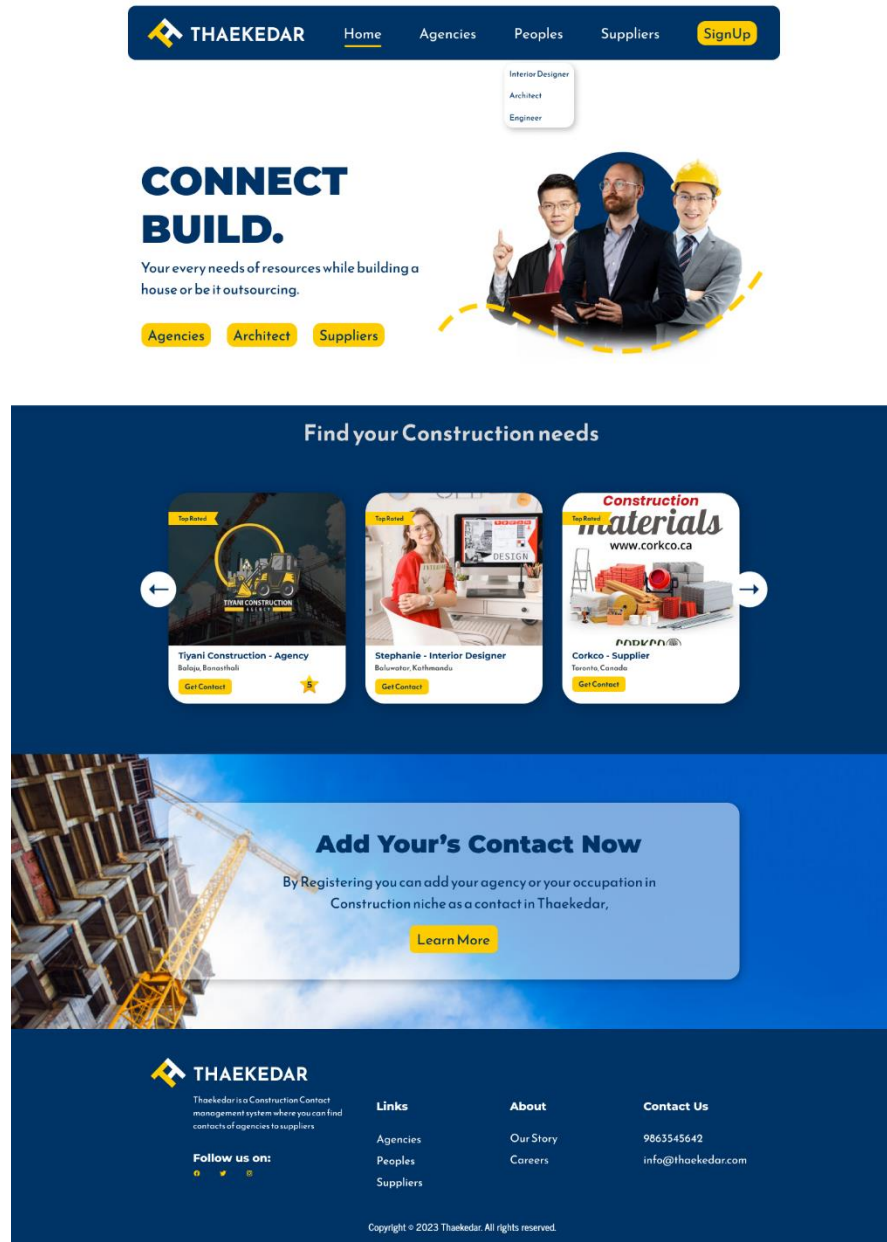 THAEKEDAR Home Agencies Peoples Suppliers SignUp
Interior Designer
Architect
Engineer
CONNECT
BUILD.
Your every needs of resources while building a
house or be it outsourcing.
Agencies Architect Suppliers
Find your Construction needs
Top Rated
TIYANI CONSTRUCTION
AGENCY
Tiyani Construction - Agency
Balaju, Banasthali
Get Contact
5
Top Rated
DESIGN
Stephanie - Interior Designer
Baluwatar, Kathmandu
Get Contact
Construction
Top Rated
materials
www.corkco.ca
Corkco - Supplier
Toronto, Canada
Get Contact
Add Your's Contact Now
By Registering you can add your agency or your occupation in
Construction niche as a contact in Thaekedar,
Learn More
THAEKEDAR
Thaekedar is a Construction Contact
management system where you can find
contacts of agencies to suppliers
Follow us on:
Links
Agencies
Peoples
Suppliers
About
Our Story
Careers
Contact Us
9863545642
info@thaekedar.com
Copyright © 2023 Thaekedar. All rights reserved.